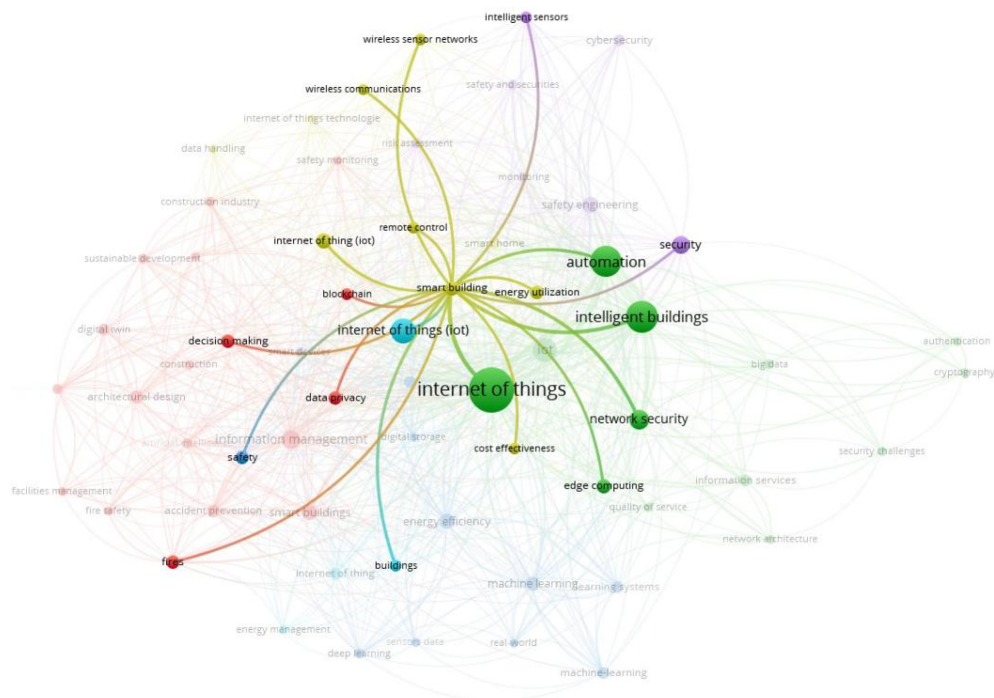 intelligent sensors
wireless sensor networks
cybersecurity
wireless communications
safety and securities
internet of things technologie
data handling
risk assessment
safety monitoring
monitoring
construction industry
safety engineering
remote control
internet of thing (iot)
smart home
security
sustainable development
automation
smart building
blockchain
energy utilization
intelligent buildings
digital twin
internet of things (iot)
decision making
authentication
smart devices
iot
construction
big data
cryptography
internet of things
architectural design
data privacy
network security
digital storage
information management
cost effectiveness
security challenges
safety
information services
edge computing
facilities management
quality of service
fire safety
accident prevention
smart buildings
energy efficiency
network architecture
fires
buildings
internet of thing
machine learning
learning systems
energy management
sensors data
real-world
deep learning
machine-learning